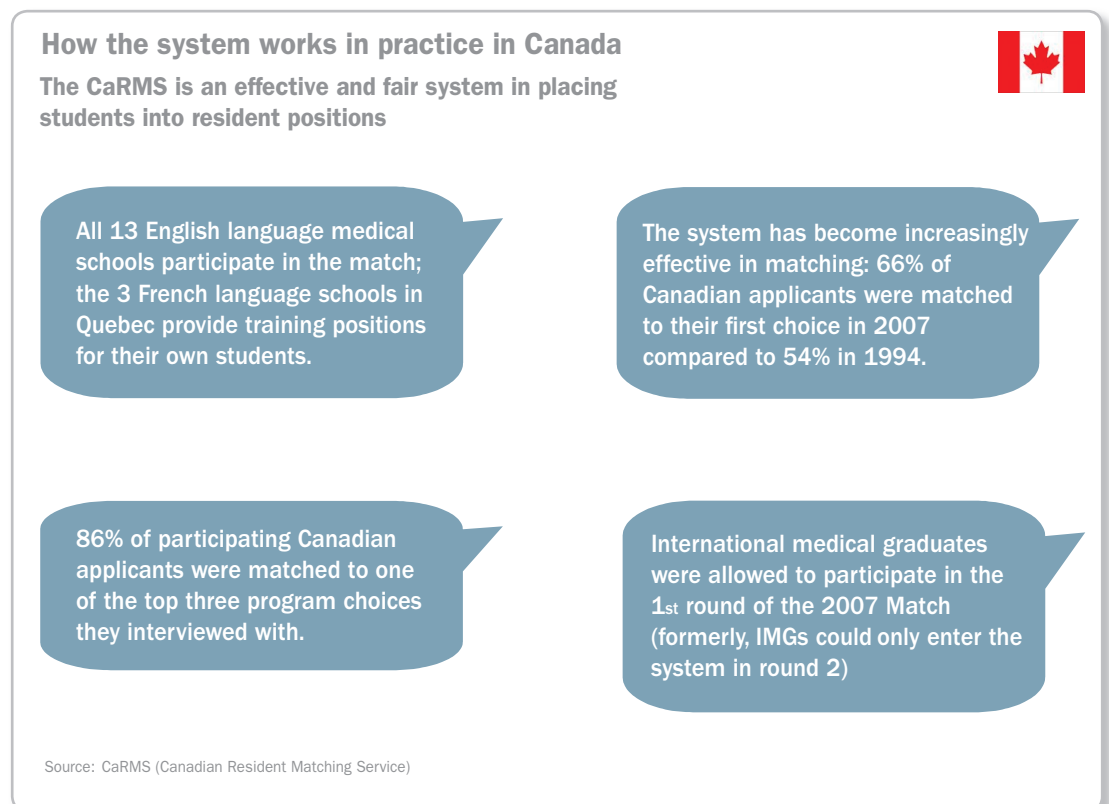 How the system works in practice in Canada
The CaRMS is an effective and fair system in placing
students into resident positions
All 13 English language medical
schools participate in the match;
the 3 French language schools in
Quebec provide training positions
for their own students.
The system has become increasingly
effective in matching: 66% of
Canadian applicants were matched
to their first choice in 2007
compared to 54% in 1994.
86% of participating Canadian
applicants were matched to one
of the top three program choices
they interviewed with.
International medical graduates
were allowed to participate in the
1st round of the 2007 Match
(formerly, IMGs could only enter the
system in round 2)
Source: CaRMS (Canadian Resident Matching Service)